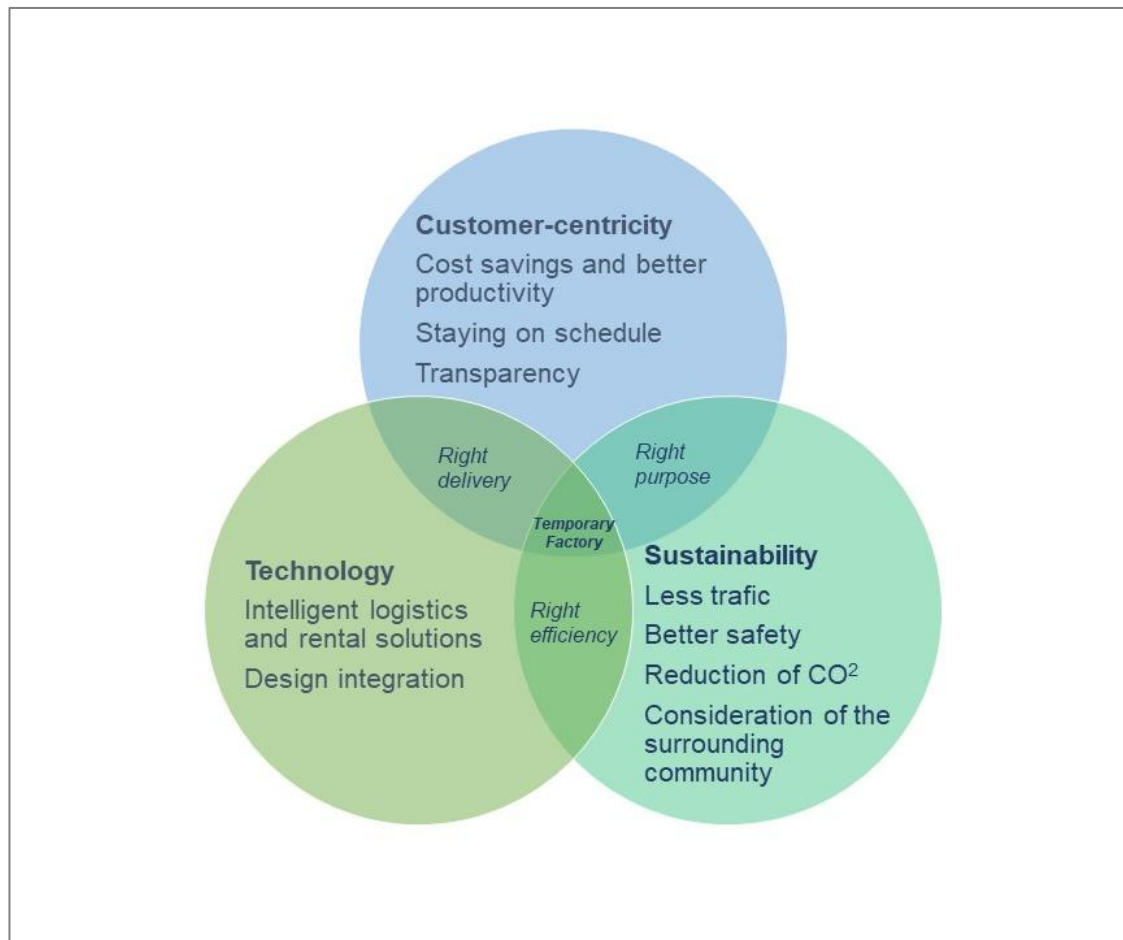 Customer-centricity
Cost savings and better
productivity
Staying on schedule
Transparency
Right
delivery
Right
purpose
Temporary
Factory
Technology
Intelligent logistics
and rental solutions
Design integration
Right
efficiency
Sustainability
Less trafic
Better safety
Reduction of CO²
Consideration of the
surrounding
community